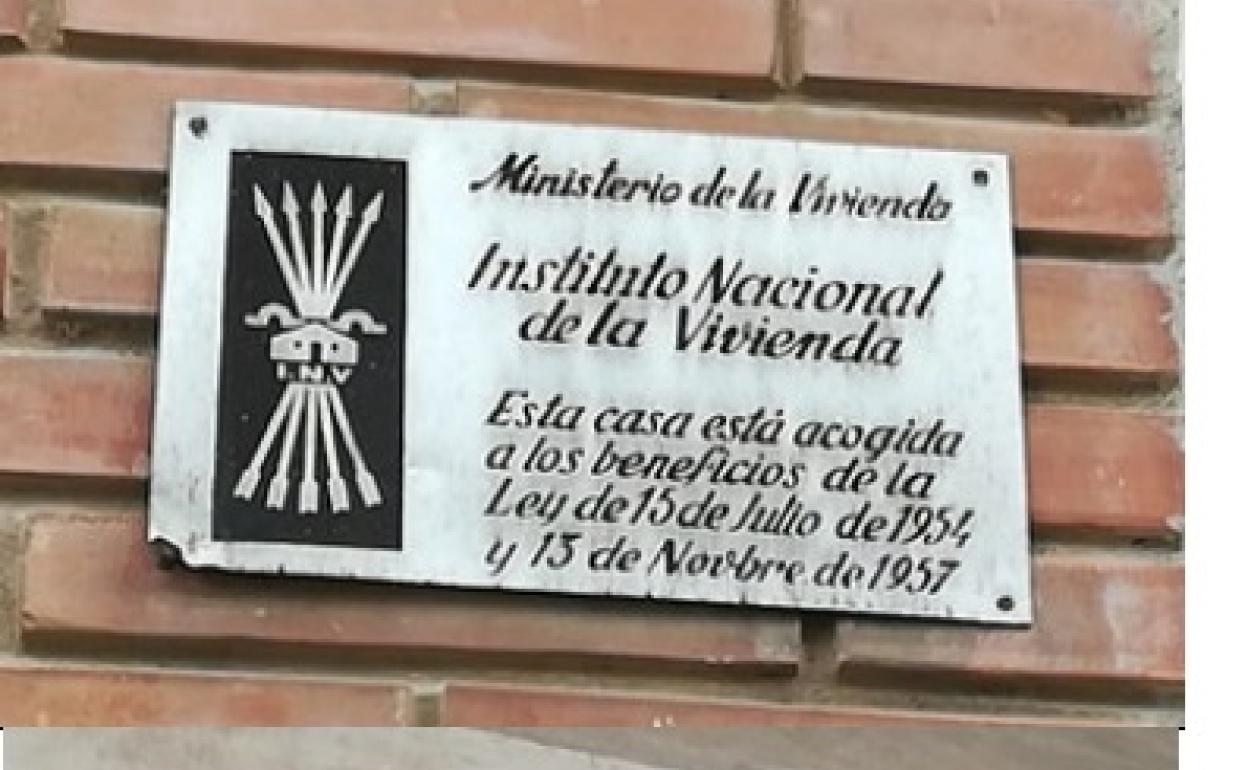 Ministerio de la Vivienda
Instituto Nacional
de la Vivienda
I.N.V
Esta casa está acogida
a los beneficios de la
Ley de 15 de Julio de 1954
y 13 de Novbre de 1957